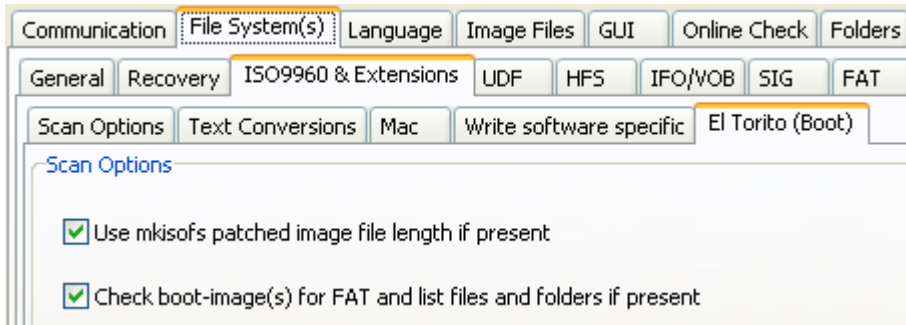 Communication File System(s) Language Image Files GUI Online Check Folders
General Recovery ISO9960 & Extensions UDF HFS IFO/VOB SIG FAT
Scan Options Text Conversions Mac Write software specific El Torito (Boot)
Scan Options
Use mkisofs patched image file length if present
Check boot-image(s) for FAT and list files and folders if present